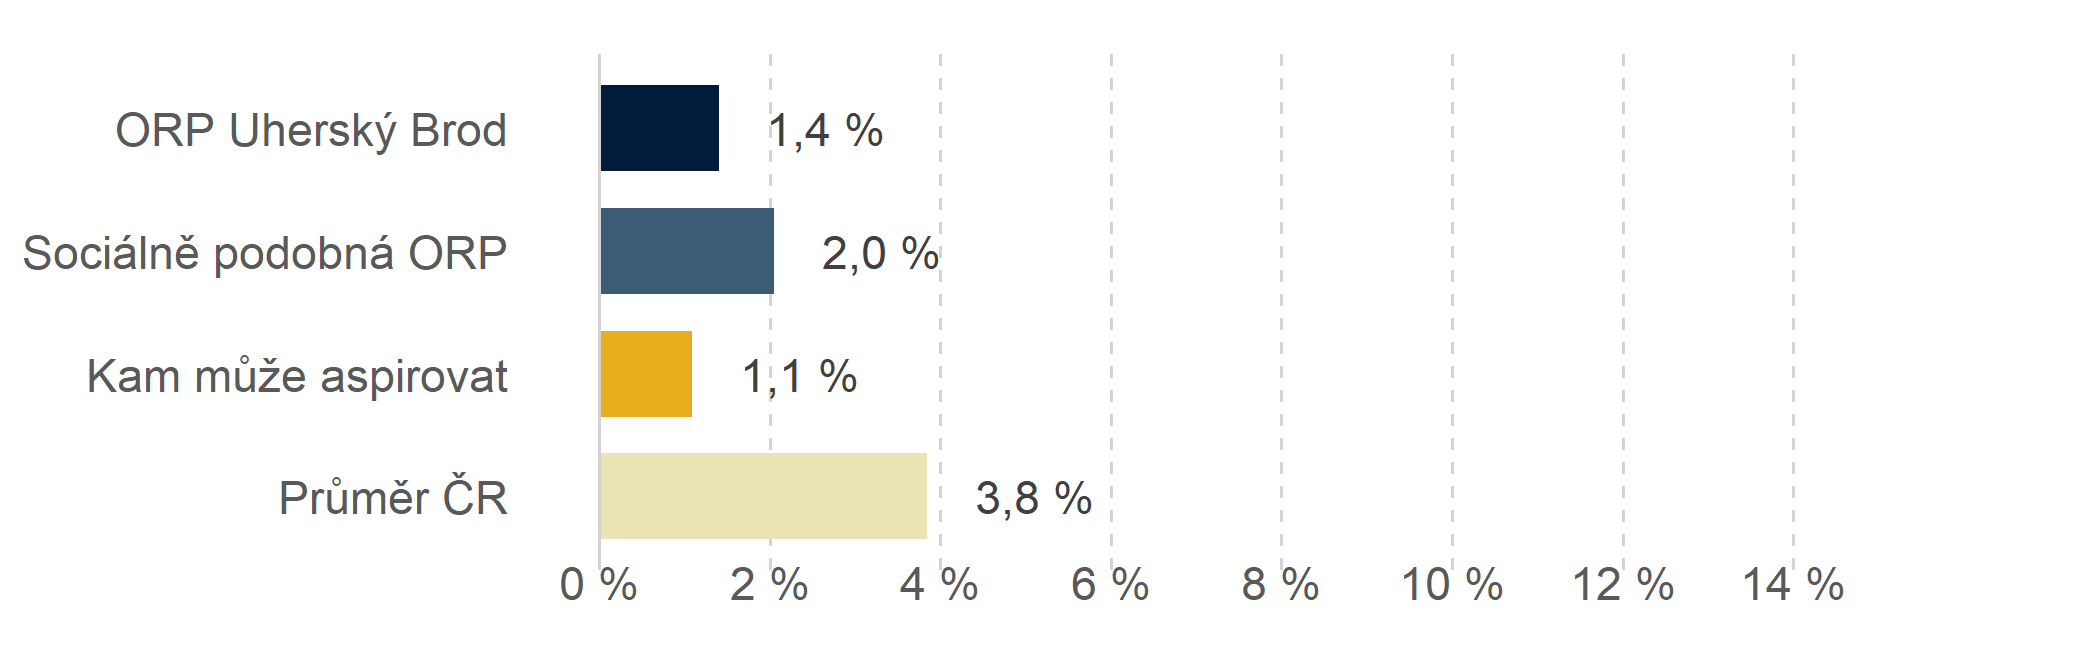 ORP Uherský Brod 1,4 %
Sociálně podobná ORP 2,0 %
Kam může aspirovat 1,1 %
Průměr ČR 3,8 %
0 % 2 % 4 % 6 % 8 % 10 % 12 % 14 %